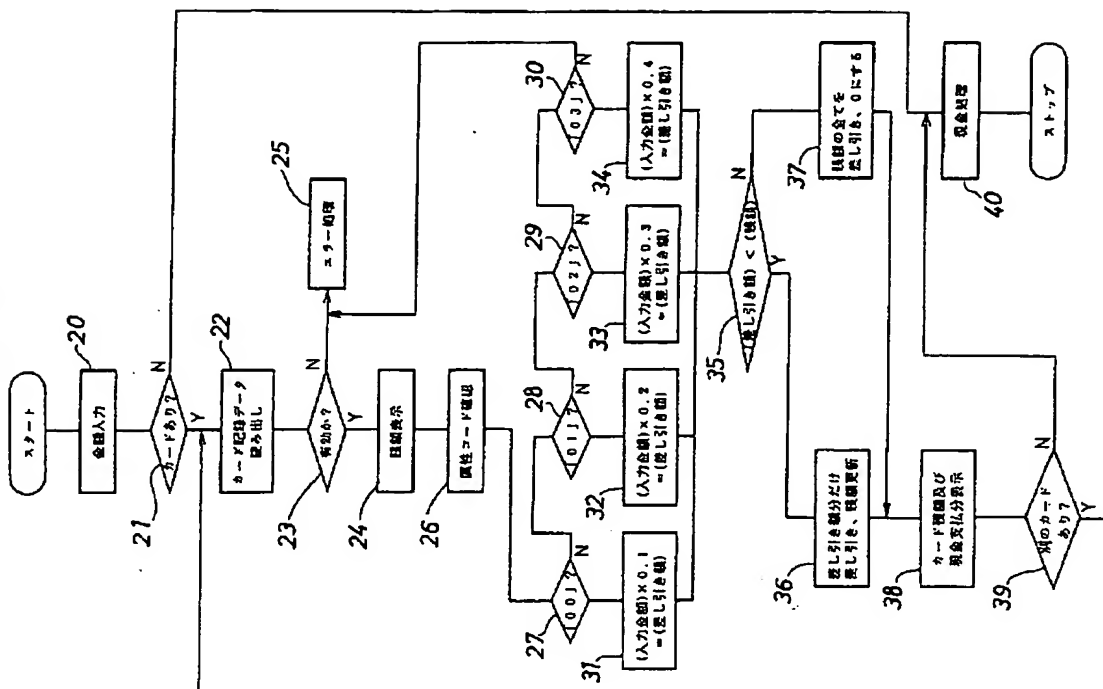 スタート
20
金額入力
21
カードあり?
N
Y
22
カード記録データ
読み出し
23
有効か?
N
Y
25
エラー処理
24
残額表示
26
属性コード確認
27
「00」?
N
28
「01」?
N
29
「02」?
N
30
「03」?
N
31
(入力金額)×0.1
=(差し引き額)
32
(入力金額)×0.2
=(差し引き額)
33
(入力金額)×0.3
=(差し引き額)
34
(入力金額)×0.4
=(差し引き額)
35
(差し引き額)<(残額)
N
Y
36
差し引き額分だけ
差し引き、残額更新
37
残額の全てを
差し引き、0にする
38
カード残額及び
現金支払分表示
39
別のカード
あり?
N
Y
40
現金処理
ストップ